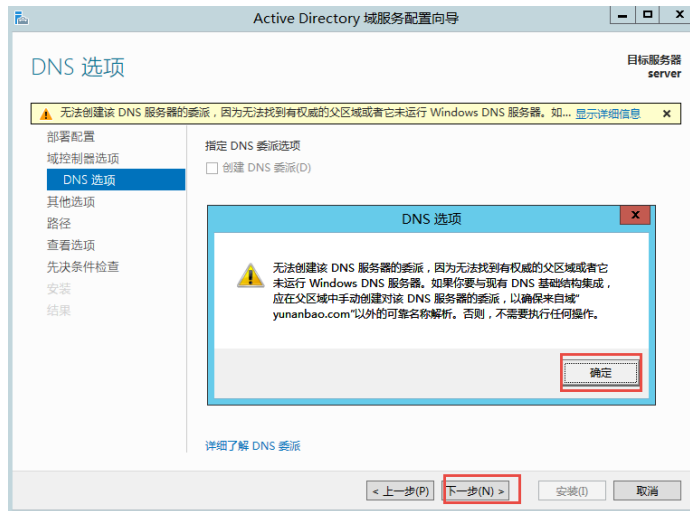 Active Directory 域服务配置向导
DNS 选项
目标服务器
server
无法创建该 DNS 服务器的委派，因为无法找到有权威的父区域或者它未运行 Windows DNS 服务器。如... 显示详细信息
部署配置
域控制器选项
DNS 选项
其他选项
路径
查看选项
先决条件检查
安装
结果
指定 DNS 委派选项
创建 DNS 委派(D)
DNS 选项
无法创建该 DNS 服务器的委派，因为无法找到有权威的父区域或者它
未运行 Windows DNS 服务器。如果你要与现有 DNS 基础结构集成，
应在父区域中手动创建对该 DNS 服务器的委派，以确保来自域"
yunanbao.com"以外的可靠名称解析。否则，不需要执行任何操作。
确定
详细了解 DNS 委派
< 上一步(P)
下一步(N) >
安装(I)
取消